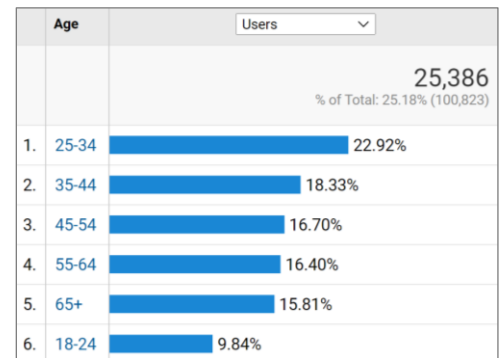 Age Users
25,386
% of Total: 25.18% (100,823)
1. 25-34 22.92%
2. 35-44 18.33%
3. 45-54 16.70%
4. 55-64 16.40%
5. 65+ 15.81%
6. 18-24 9.84%